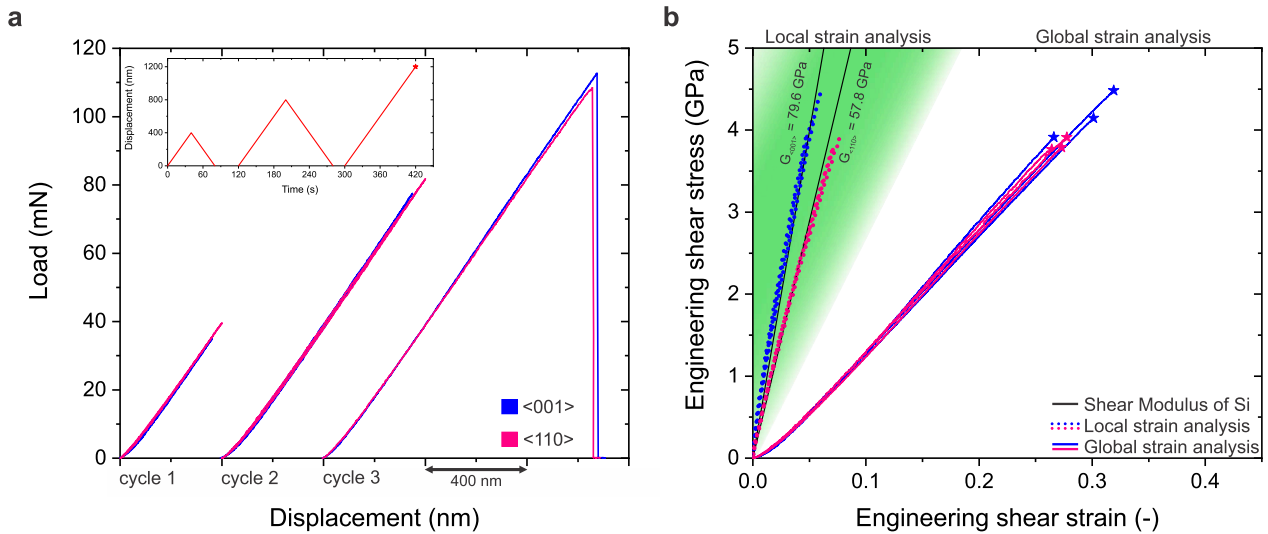 a
120
100
80
60
40
20
0
Load (mN)
1200
800
400
0
Displacement (nm)
0 60 120 180 240 300 360 420
Time (s)
<001>
<110>
cycle 1 cycle 2 cycle 3 400 nm
Displacement (nm)
b
Local strain analysis Global strain analysis
5
4
3
2
1
0
Engineering shear stress (GPa)
G<001> = 79.6 GPa
G<110> = 57.8 GPa
Shear Modulus of Si
Local strain analysis
Global strain analysis
0.0 0.1 0.2 0.3 0.4
Engineering shear strain (-)